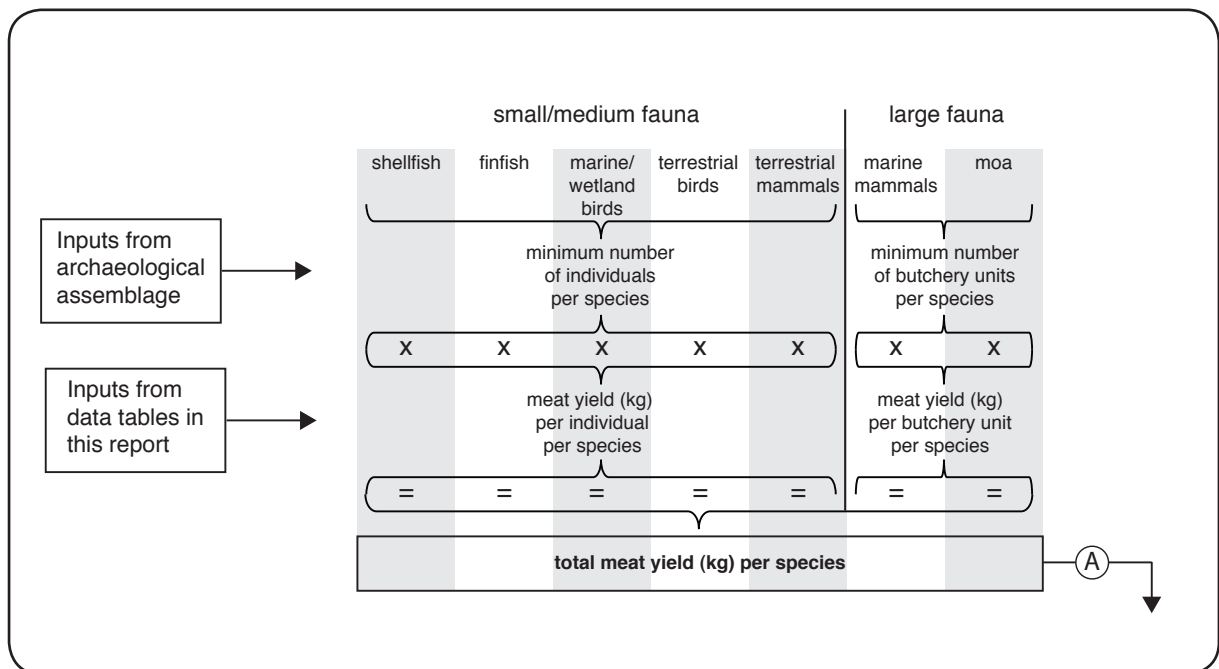 small/medium fauna
large fauna
shellfish
finfish
marine/
wetland
birds
terrestrial
birds
terrestrial
mammals
marine
mammals
moa
Inputs from
archaeological
assemblage
minimum number
of individuals
per species
minimum number
of butchery units
per species
x x x x x x x
Inputs from
data tables in
this report
meat yield (kg)
per individual
per species
meat yield (kg)
per butchery unit
per species
= = = = = = =
total meat yield (kg) per species
A